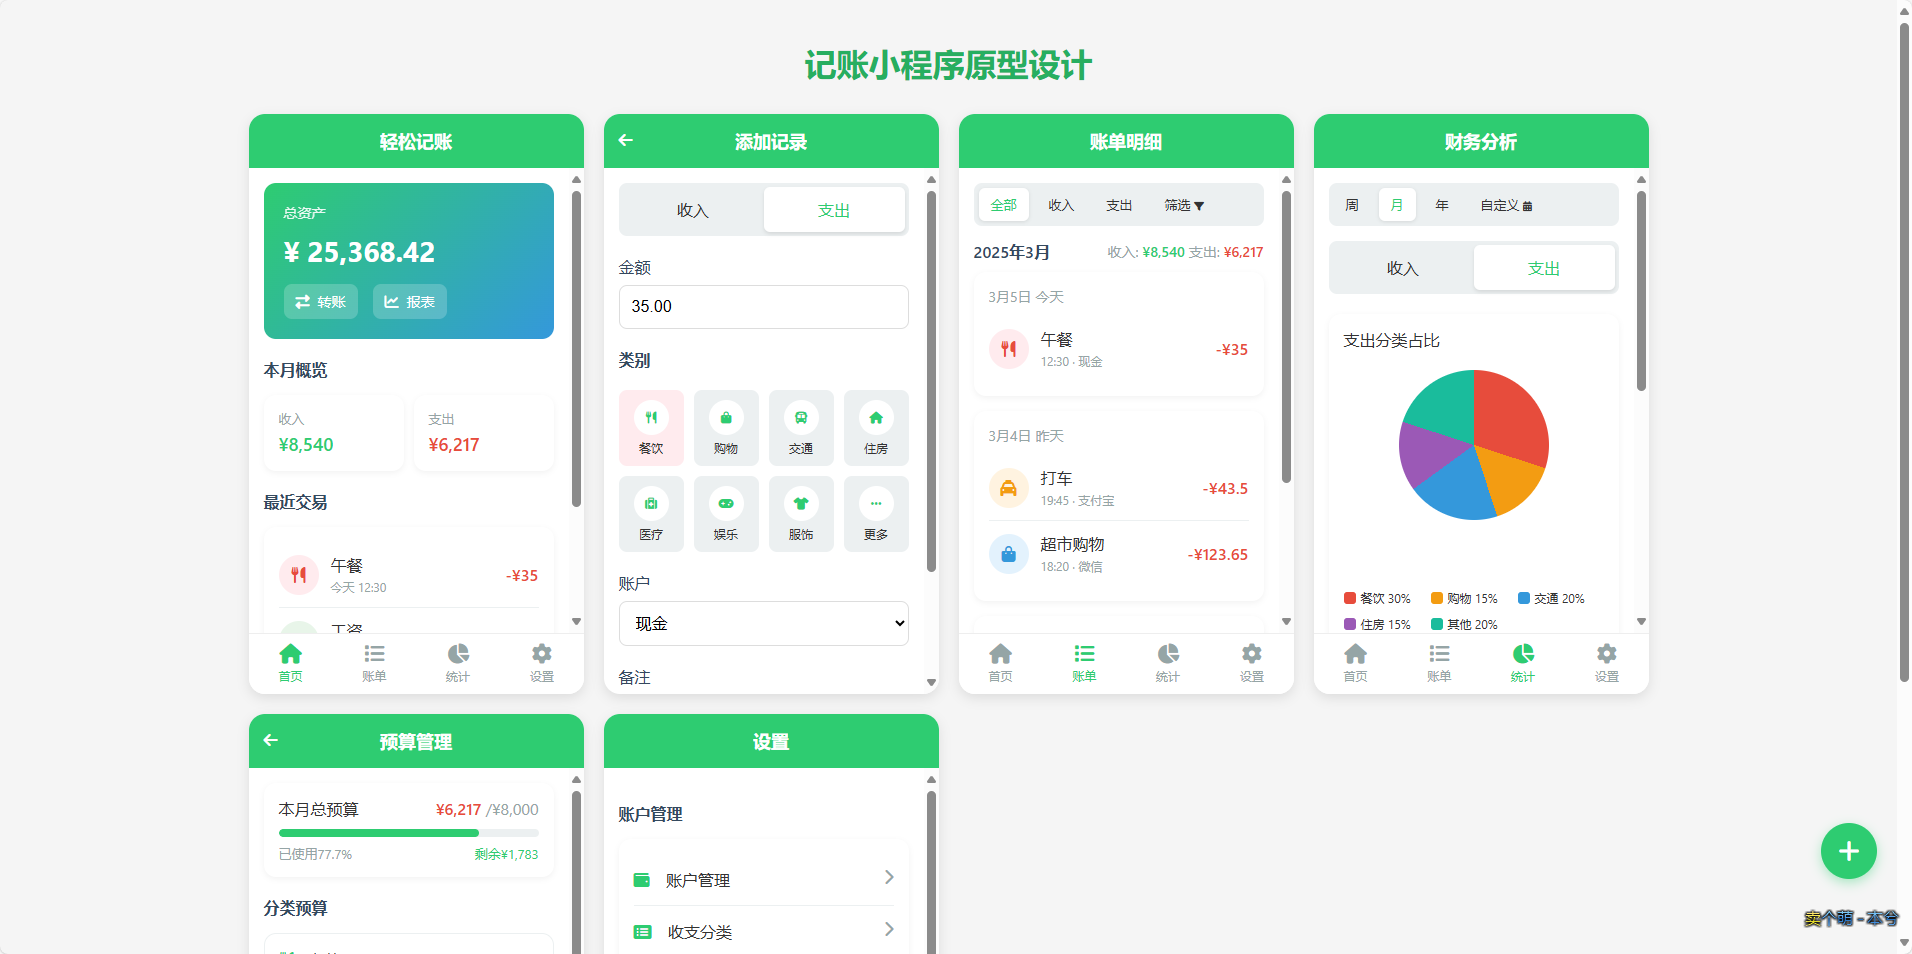 记账小程序原型设计
轻松记账
总资产
¥ 25,368.42
转账
报表
本月概览
收入
¥8,540
支出
¥6,217
最近交易
午餐
今天 12:30
-¥35
工资
首页
账单
统计
设置
添加记录
收入
支出
金额
35.00
类别
餐饮
购物
交通
住房
医疗
娱乐
服饰
更多
账户
现金
备注
账单明细
全部
收入
支出
筛选
2025年3月
收入: ¥8,540 支出: ¥6,217
3月5日 今天
午餐
12:30 · 现金
-¥35
3月4日 昨天
打车
19:45 · 支付宝
-¥43.5
超市购物
18:20 · 微信
-¥123.65
首页
账单
统计
设置
财务分析
周
月
年
自定义
收入
支出
支出分类占比
餐饮 30%
购物 15%
交通 20%
住房 15%
其他 20%
首页
账单
统计
设置
预算管理
本月总预算
¥6,217 /¥8,000
已使用77.7%
剩余¥1,783
分类预算
设置
账户管理
账户管理
收支分类
卖个萌 - 本兮